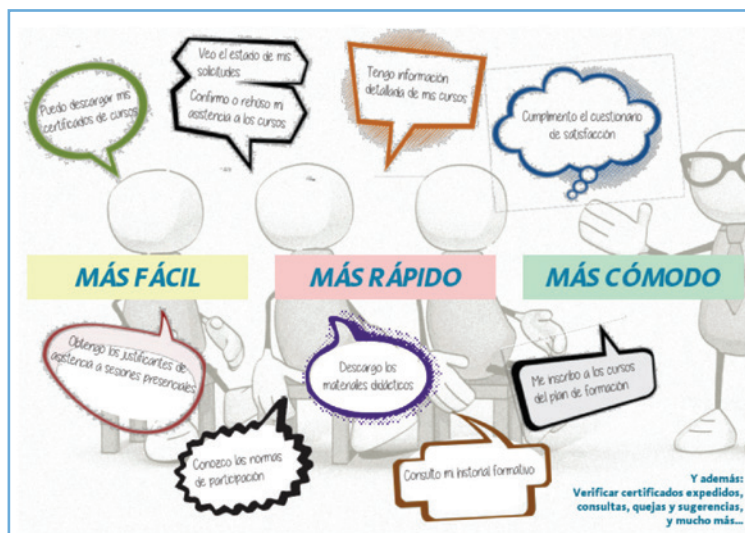 Puedo descargar mis
certificados de cursos
Veo el estado de mis
solicitudes
Confirmo o rehúso mi
asistencia a los cursos
Tengo información
detallada de mis cursos
Cumplimento el cuestionario
de satisfacción
MÁS FÁCIL
MÁS RÁPIDO
MÁS CÓMODO
Obtengo los justificantes de
asistencia a sesiones presenciales
Descargo los
materiales didácticos
Me inscribo a los cursos
del plan de formación
Conozco las normas
de participación
Consulto mi historial formativo
Y además:
Verificar certificados expedidos,
consultas, quejas y sugerencias,
y mucho más...